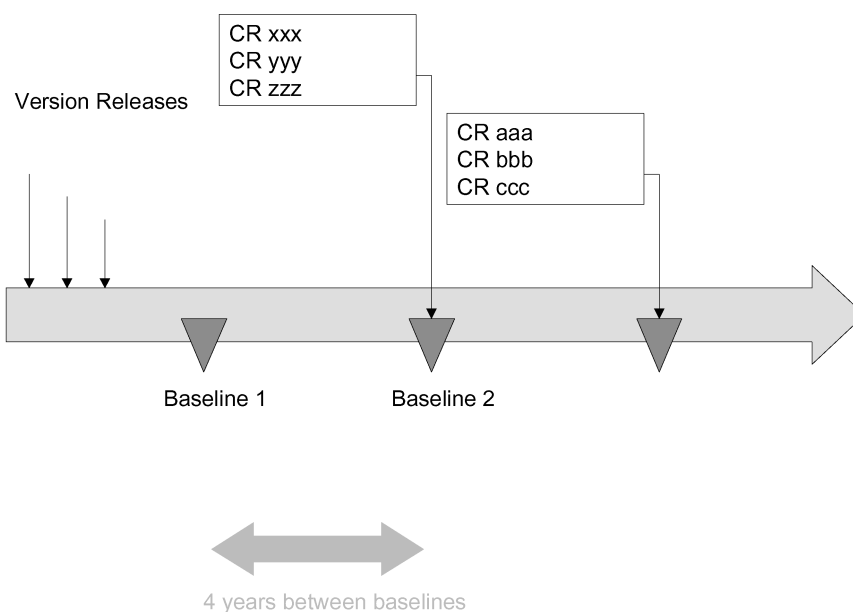 CR xxx
CR yyy
CR zzz
Version Releases
CR aaa
CR bbb
CR ccc
Baseline 1
Baseline 2
4 years between baselines